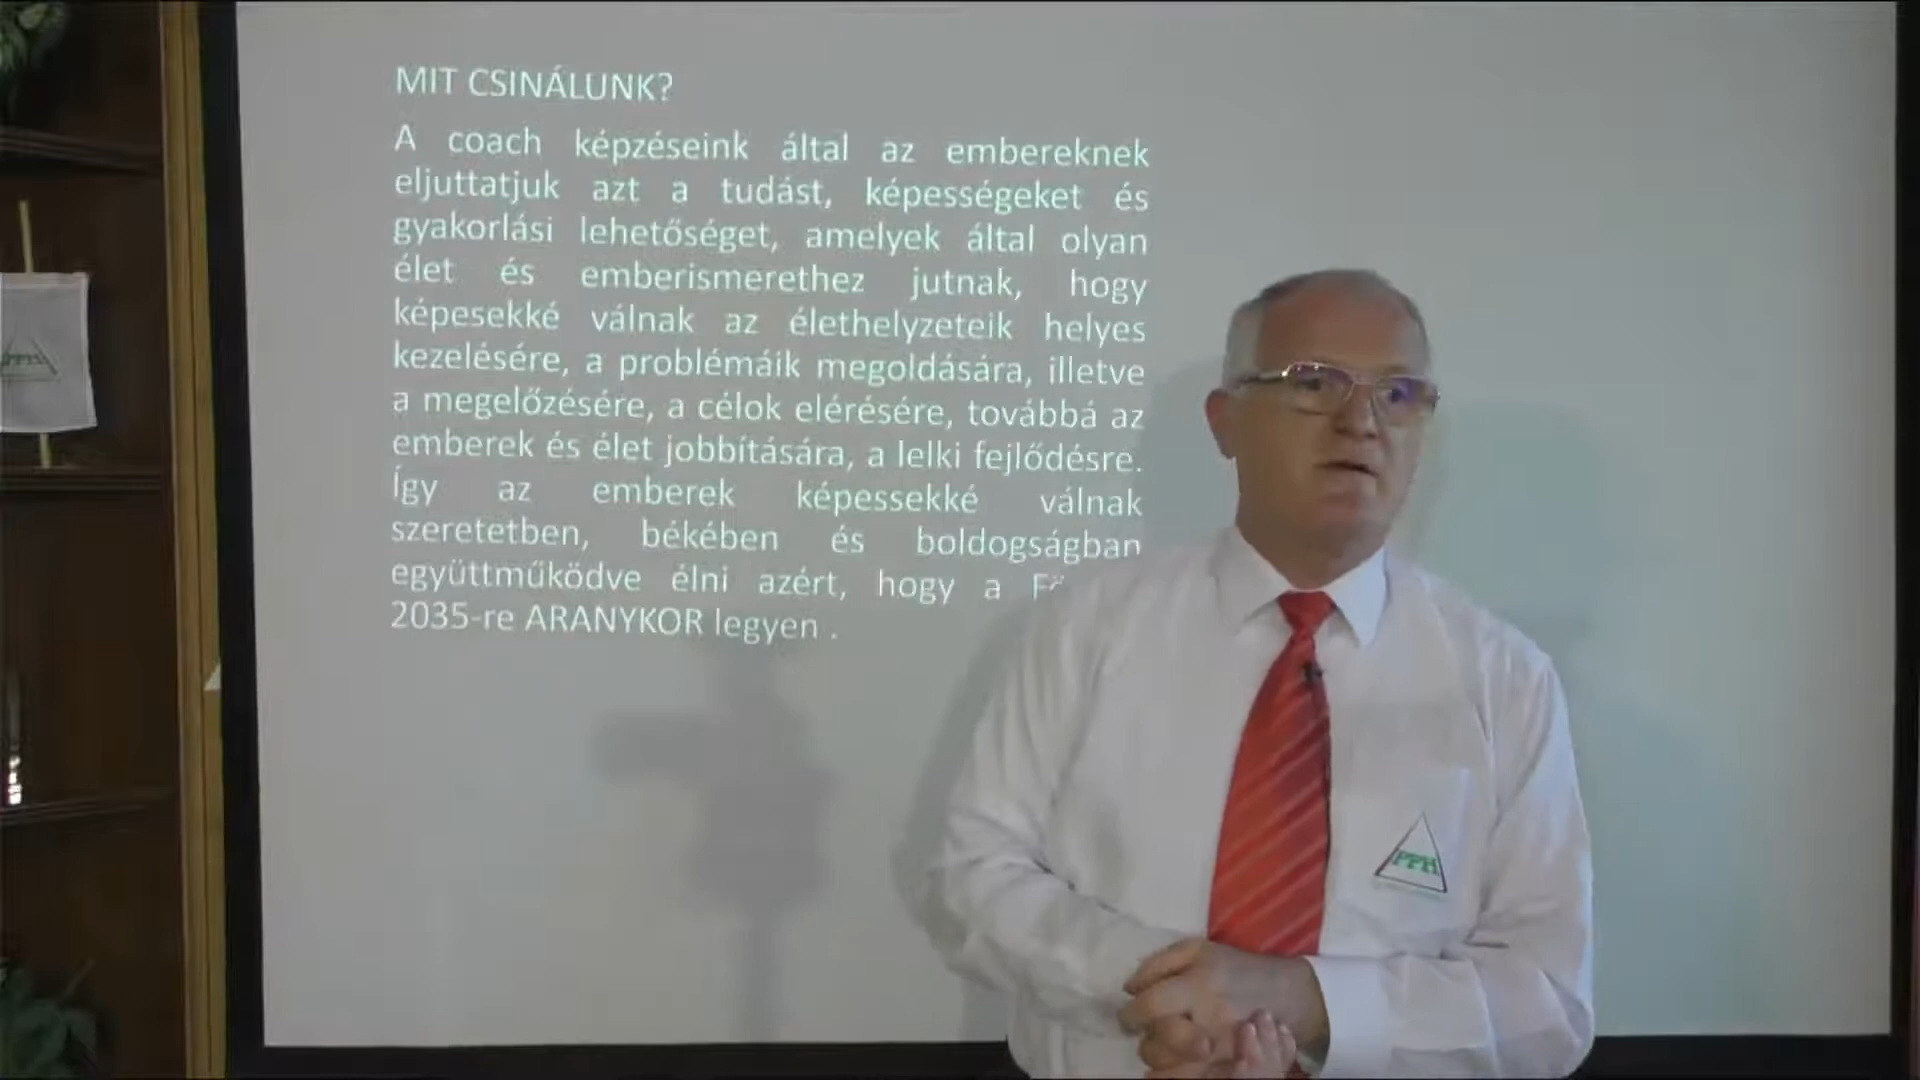 MIT CSINÁLUNK?
A coach képzéseink által az embereknek
eljuttatjuk azt a tudást, képességeket és
gyakorlási lehetőséget, amelyek által olyan
élet és emberismerethez jutnak, hogy
képesekké válnak az élethelyzeteik helyes
kezelésére, a problémáik megoldására, illetve
a megelőzésére, a célok elérésére, továbbá az
emberek és élet jobbítására, a lelki fejlődésre.
Így az emberek képessekké válnak
szeretetben, békében és boldogságban
együttműködve élni azért, hogy a
2035-re ARANYKOR legyen .
PPH
PPH